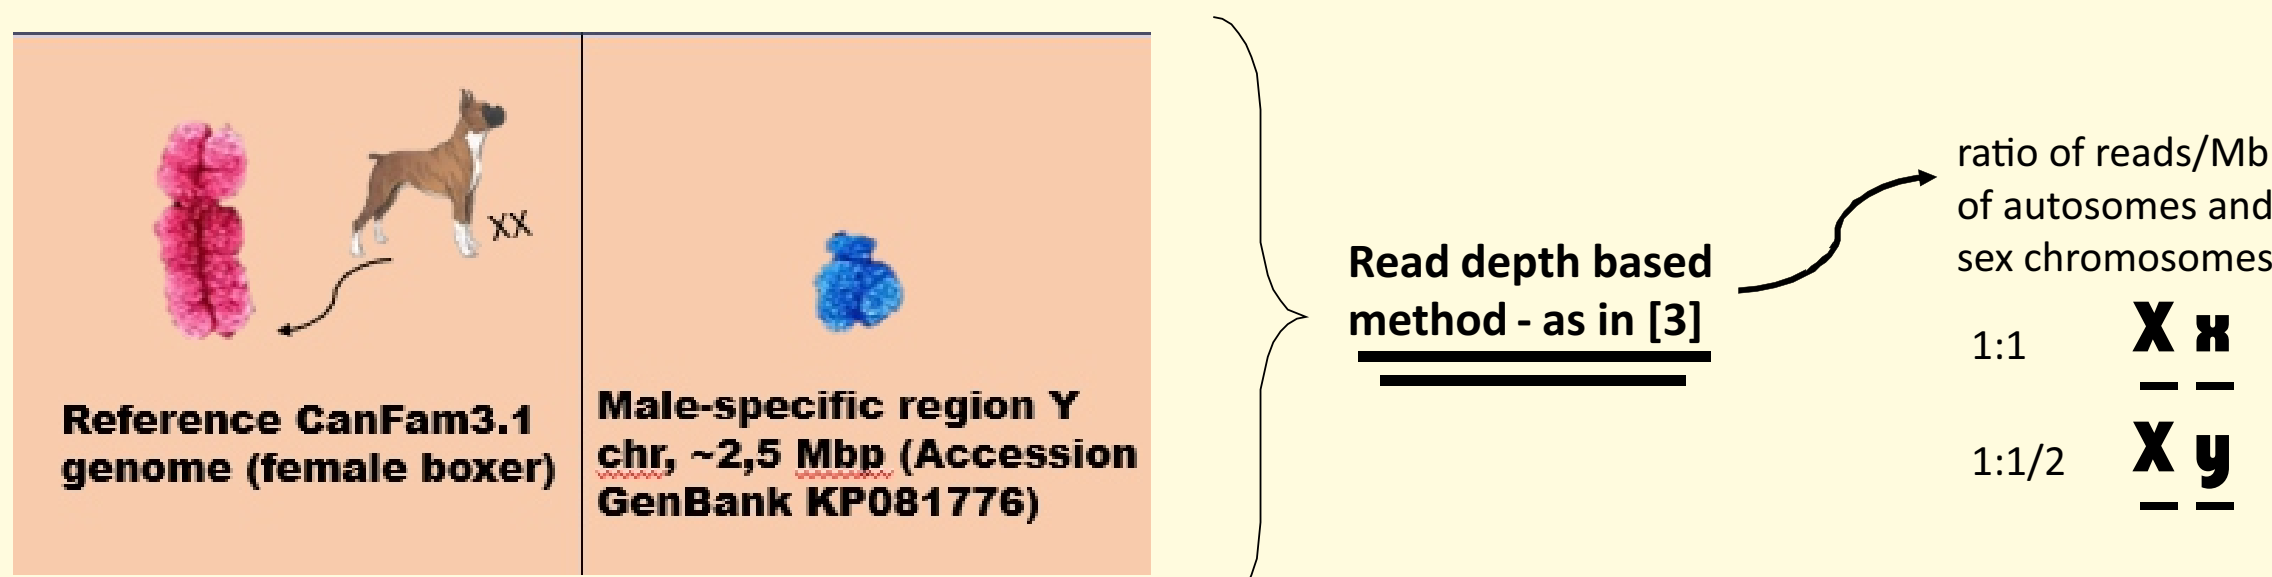 XX
Reference CanFam3.1
genome (female boxer)
Male-specific region Y
chr, ~2,5 Mbp (Accession
GenBank KP081776)
Read depth based
method - as in [3]
ratio of reads/Mb
of autosomes and
sex chromosomes
1:1 X x
1:1/2 X y